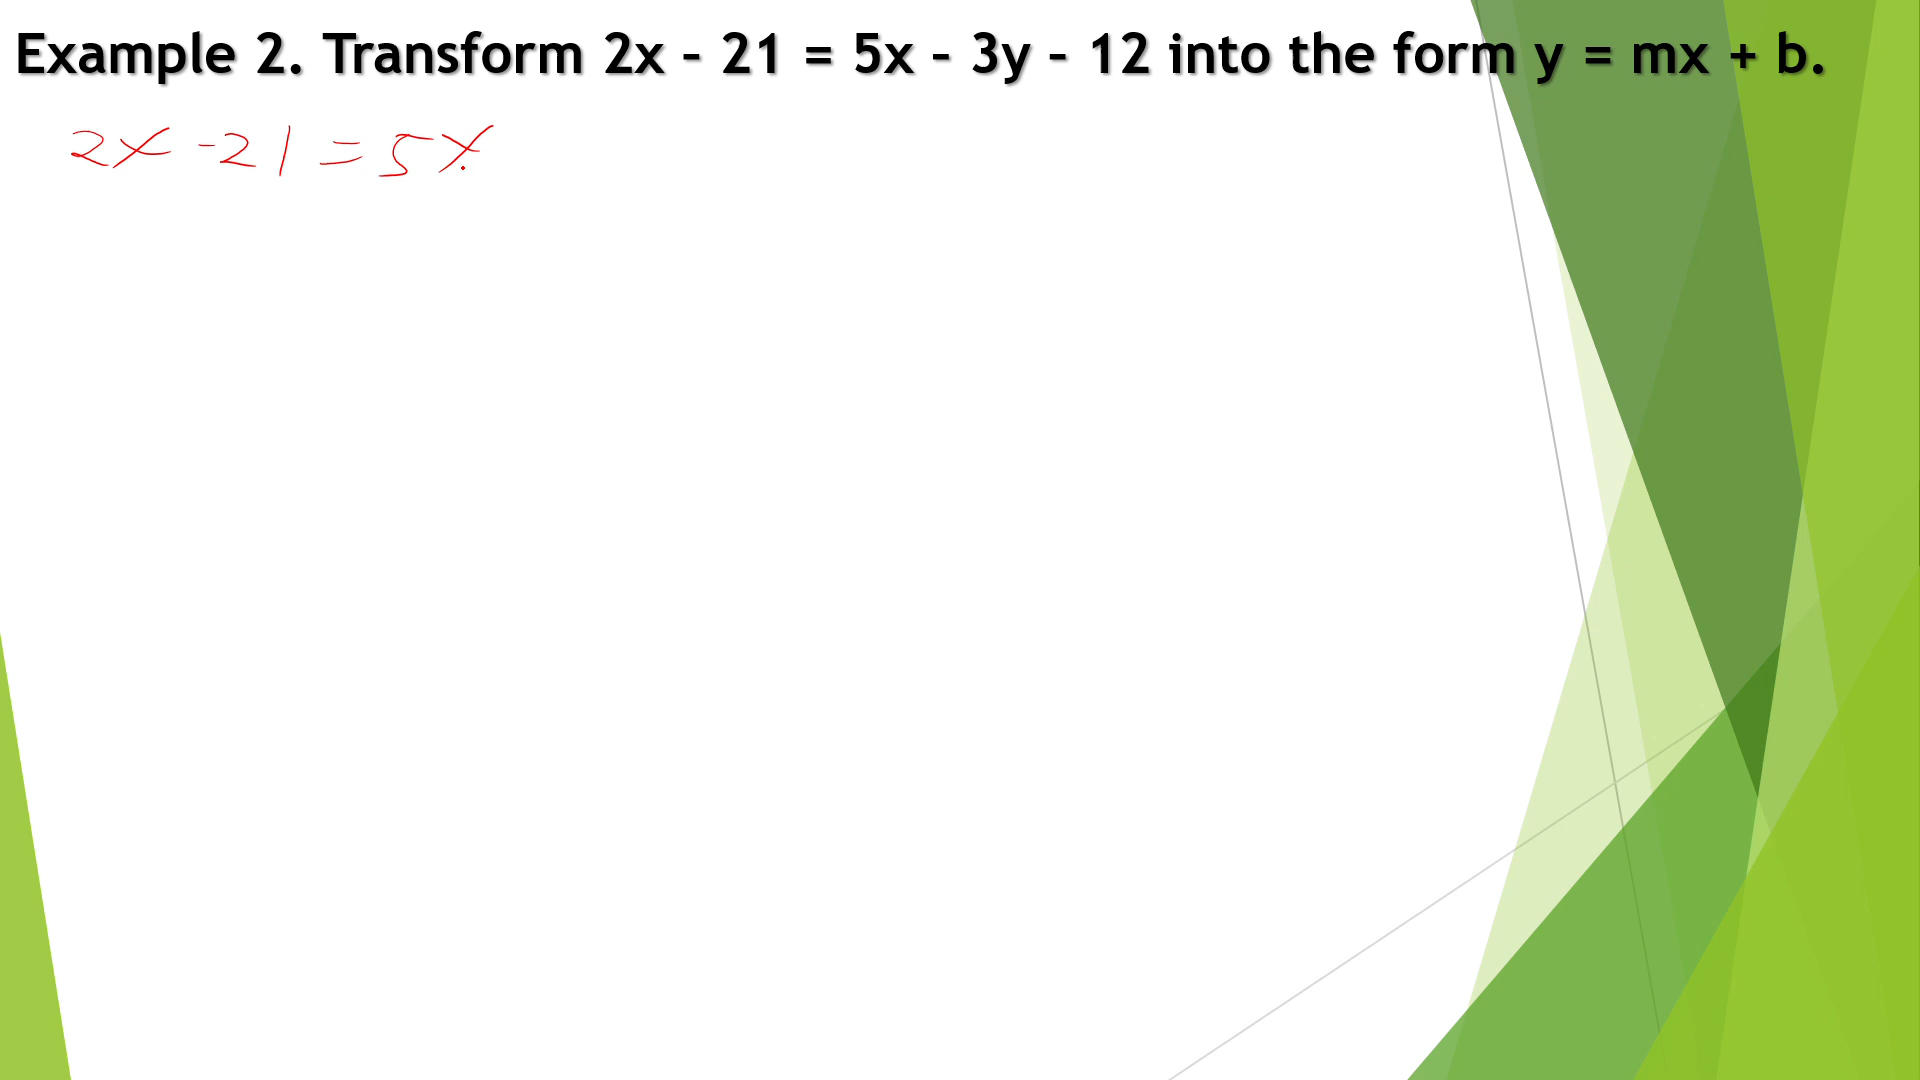 Example 2. Transform 2x – 21 = 5x – 3y – 12 into the form y = mx + b.
2x - 21 = 5x